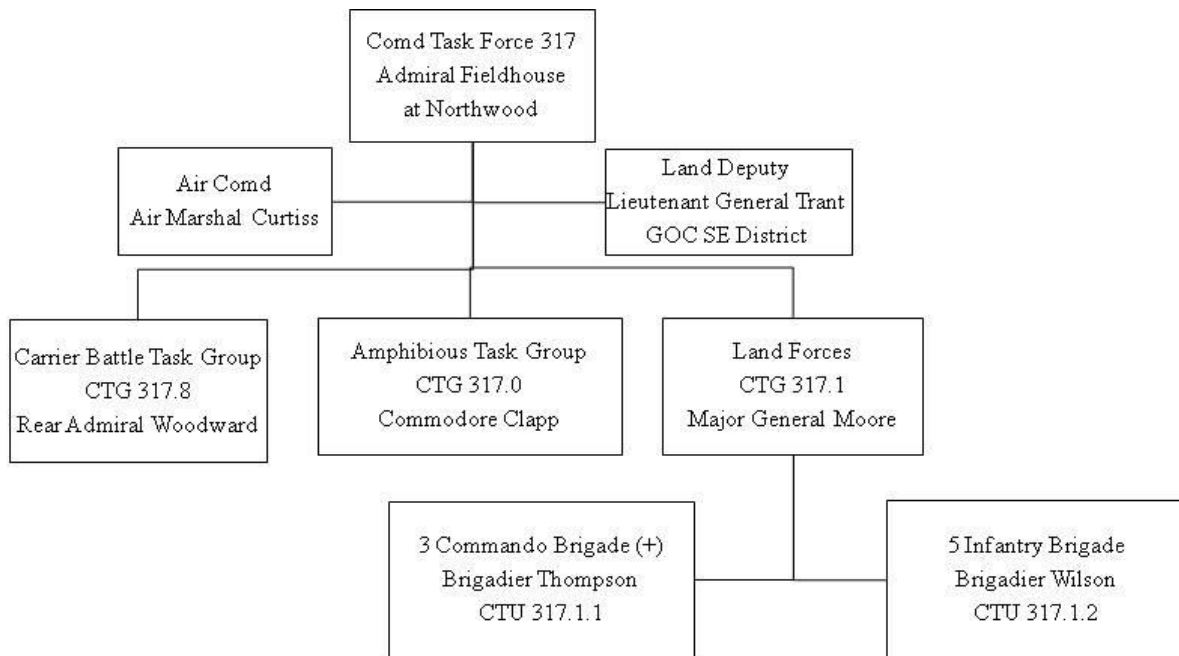 Comd Task Force 317
Admiral Fieldhouse
at Northwood
Air Comd
Air Marshal Curtiss
Land Deputy
Lieutenant General Trant
GOC SE District
Carrier Battle Task Group
CTG 317.8
Rear Admiral Woodward
Amphibious Task Group
CTG 317.0
Commodore Clapp
Land Forces
CTG 317.1
Major General Moore
3 Commando Brigade (+)
Brigadier Thompson
CTU 317.1.1
5 Infantry Brigade
Brigadier Wilson
CTU 317.1.2